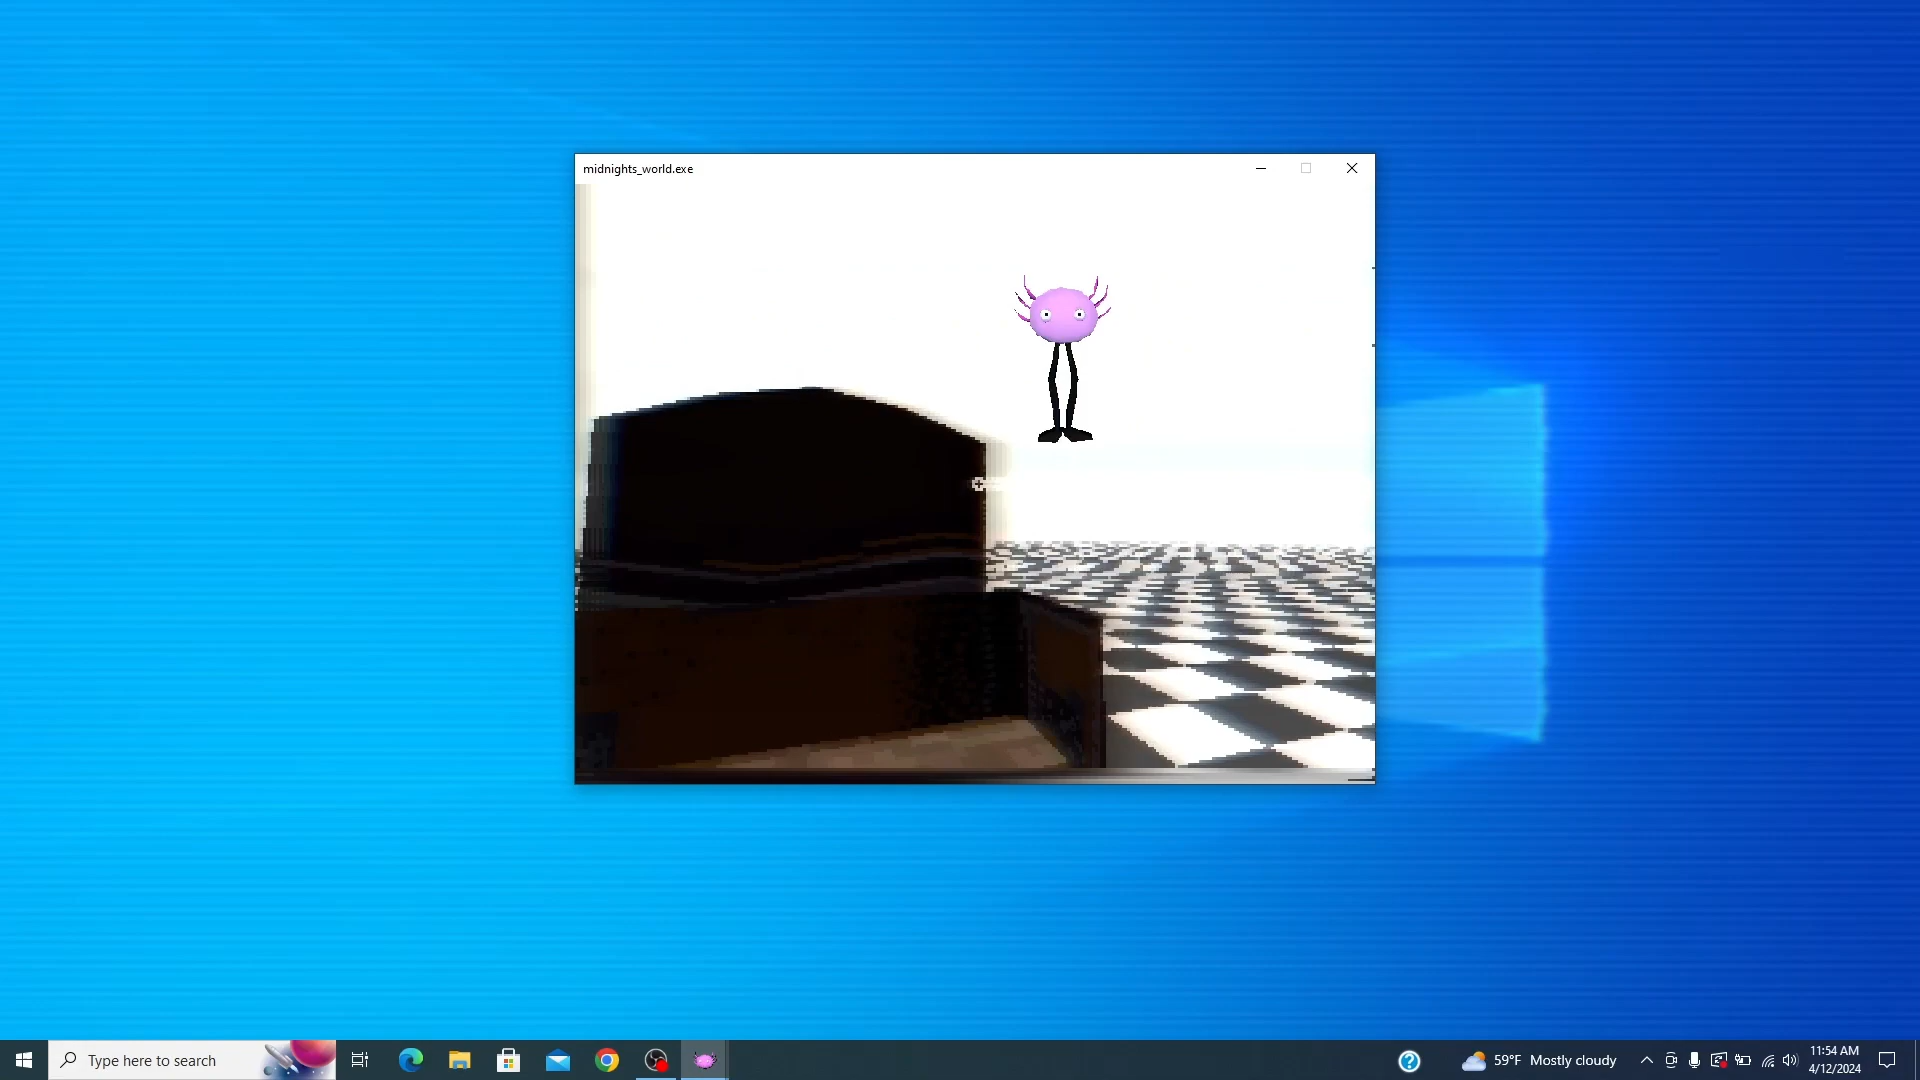 midnights_world.exe
Type here to search
59°F Mostly cloudy
11:54 AM
4/12/2024